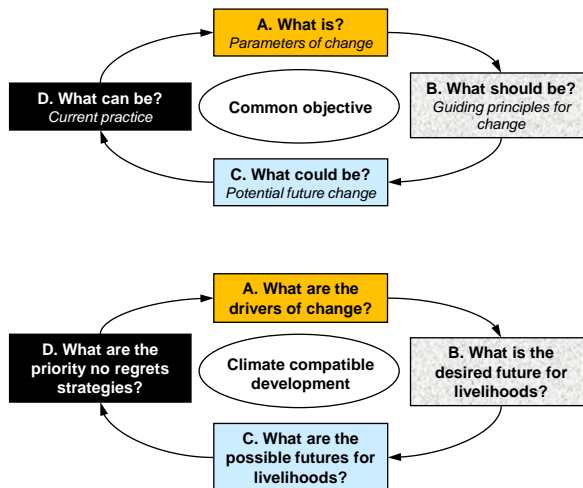 A. What is?
Parameters of change
D. What can be?
Current practice
Common objective
B. What should be?
Guiding principles for
change
C. What could be?
Potential future change
A. What are the
drivers of change?
D. What are the
priority no regrets
strategies?
Climate compatible
development
B. What is the
desired future for
livelihoods?
C. What are the
possible futures for
livelihoods?